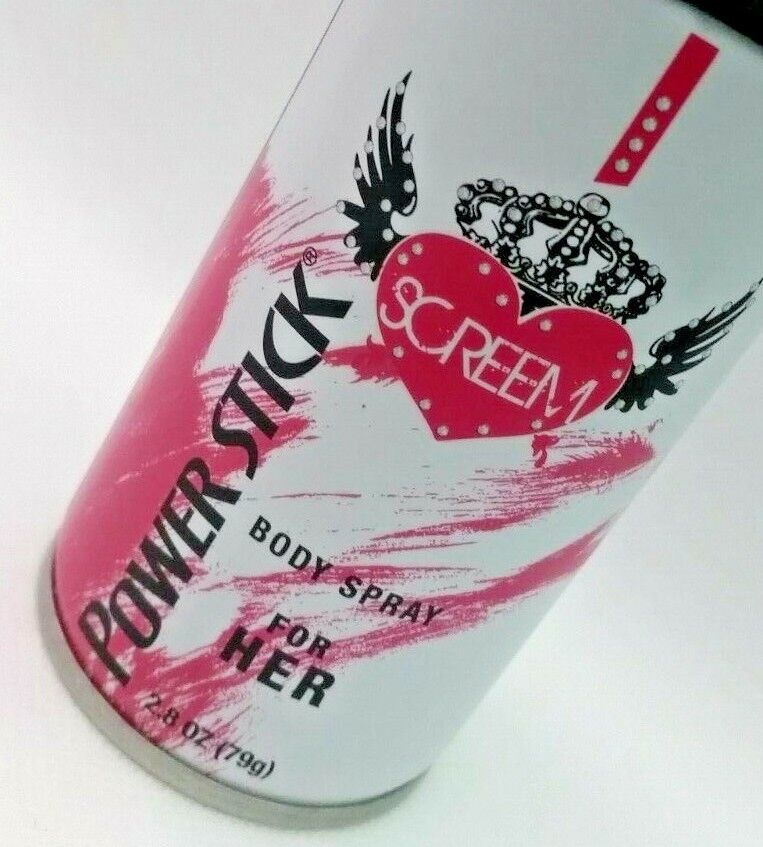 SCREEM
POWER STICK®
BODY SPRAY
FOR
HER
2.8 OZ (79g)